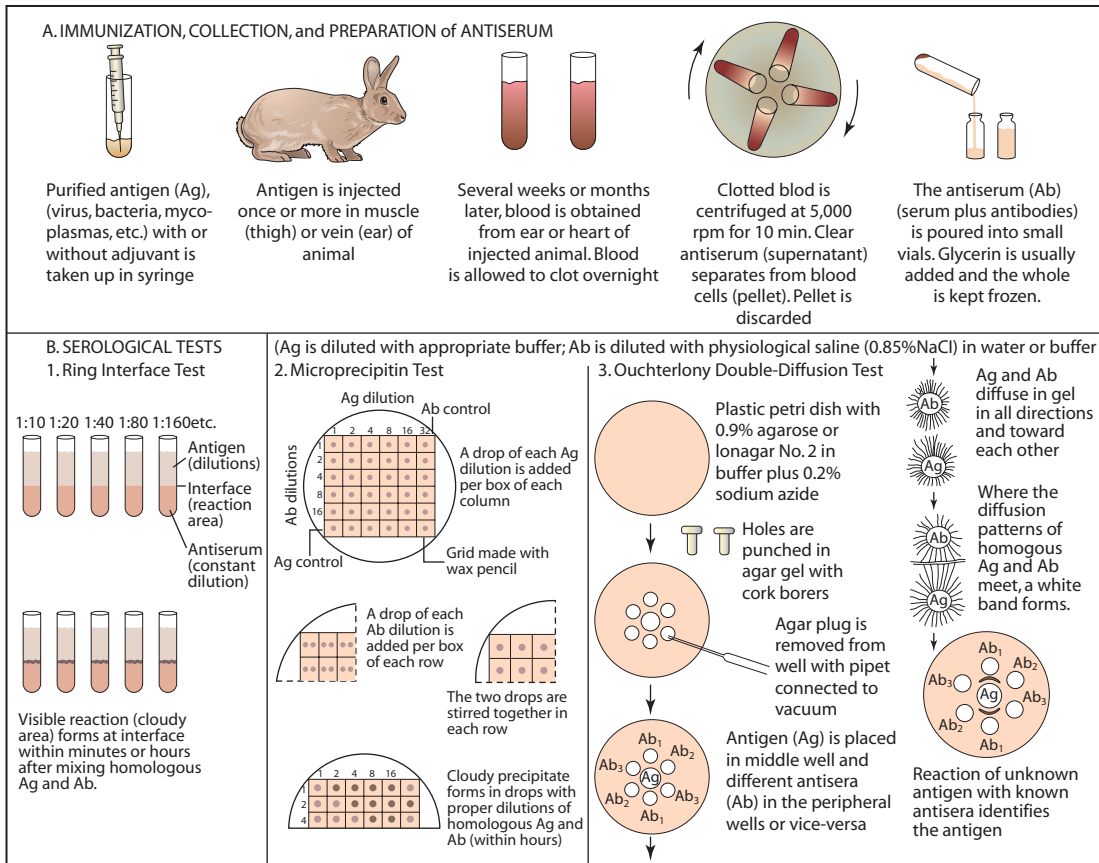 A. IMMUNIZATION, COLLECTION, and PREPARATION of ANTISERUM
Purified antigen (Ag),
(virus, bacteria, myco-
plasmas, etc.) with or
without adjuvant is
taken up in syringe
Antigen is injected
once or more in muscle
(thigh) or vein (ear) of
animal
Several weeks or months
later, blood is obtained
from ear or heart of
injected animal. Blood
is allowed to clot overnight
Clotted blod is
centrifuged at 5,000
rpm for 10 min. Clear
antiserum (supernatant)
separates from blood
cells (pellet). Pellet is
discarded
The antiserum (Ab)
(serum plus antibodies)
is poured into small
vials. Glycerin is usually
added and the whole
is kept frozen.
B. SEROLOGICAL TESTS
(Ag is diluted with appropriate buffer; Ab is diluted with physiological saline (0.85%NaCl) in water or buffer
1. Ring Interface Test
1:10 1:20 1:40 1:80 1:160etc.
Antigen
(dilutions)
Interface
(reaction
area)
Antiserum
(constant
dilution)
Visible reaction (cloudy
area) forms at interface
within minutes or hours
after mixing homologous
Ag and Ab.
2. Microprecipitin Test
Ag dilution
Ab control
1 2 4 8 16 32
1
2
4
8
16
Ab dilutions
Ag control
A drop of each Ag
dilution is added
per box of each
column
Grid made with
wax pencil
A drop of each
Ab dilution is
added per box
of each row
The two drops are
stirred together in
each row
1 2 4 8 16
1
2
4
Cloudy precipitate
forms in drops with
proper dilutions of
homologous Ag and
Ab (within hours)
3. Ouchterlony Double-Diffusion Test
Plastic petri dish with
0.9% agarose or
lonagar No. 2 in
buffer plus 0.2%
sodium azide
Holes are
punched in
agar gel with
cork borers
Agar plug is
removed from
well with pipet
connected to
vacuum
Ab1
Ab3 Ab2
Ag
Ab2 Ab3
Ab1
Antigen (Ag) is placed
in middle well and
different antisera
(Ab) in the peripheral
wells or vice-versa
Ab
Ag
Ag and Ab
diffuse in gel
in all directions
and toward
each other
Ab
Ag
Where the
diffusion
patterns of
homogous
Ag and Ab
meet, a white
band forms.
Ab1
Ab3 Ab2
Ag
Ab2 Ab3
Ab1
Reaction of unknown
antigen with known
antisera identifies
the antigen